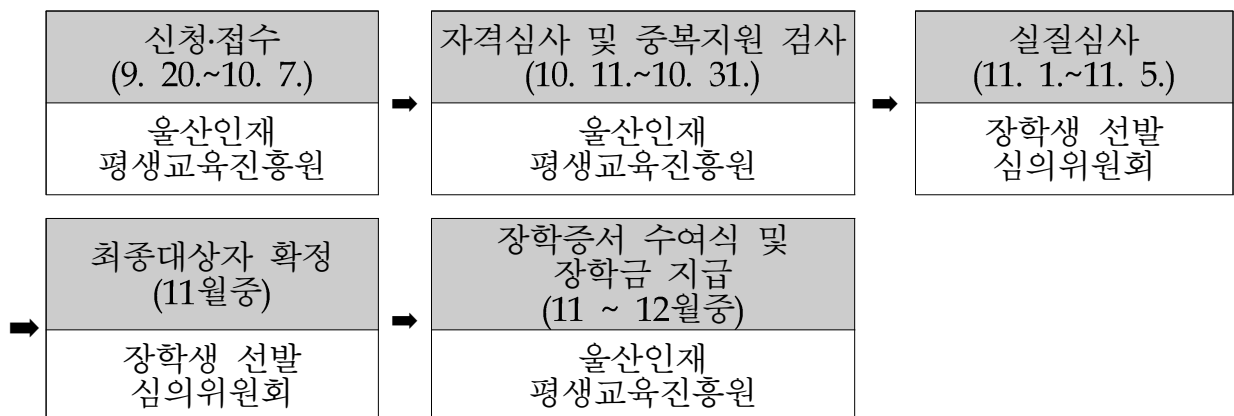 신청·접수
(9. 20.~10. 7.)
울산인재
평생교육진흥원
자격심사 및 중복지원 검사
(10. 11.~10. 31.)
울산인재
평생교육진흥원
실질심사
(11. 1.~11. 5.)
장학생 선발
심의위원회
최종대상자 확정
(11월중)
장학생 선발
심의위원회
장학증서 수여식 및
장학금 지급
(11 ~ 12월중)
울산인재
평생교육진흥원